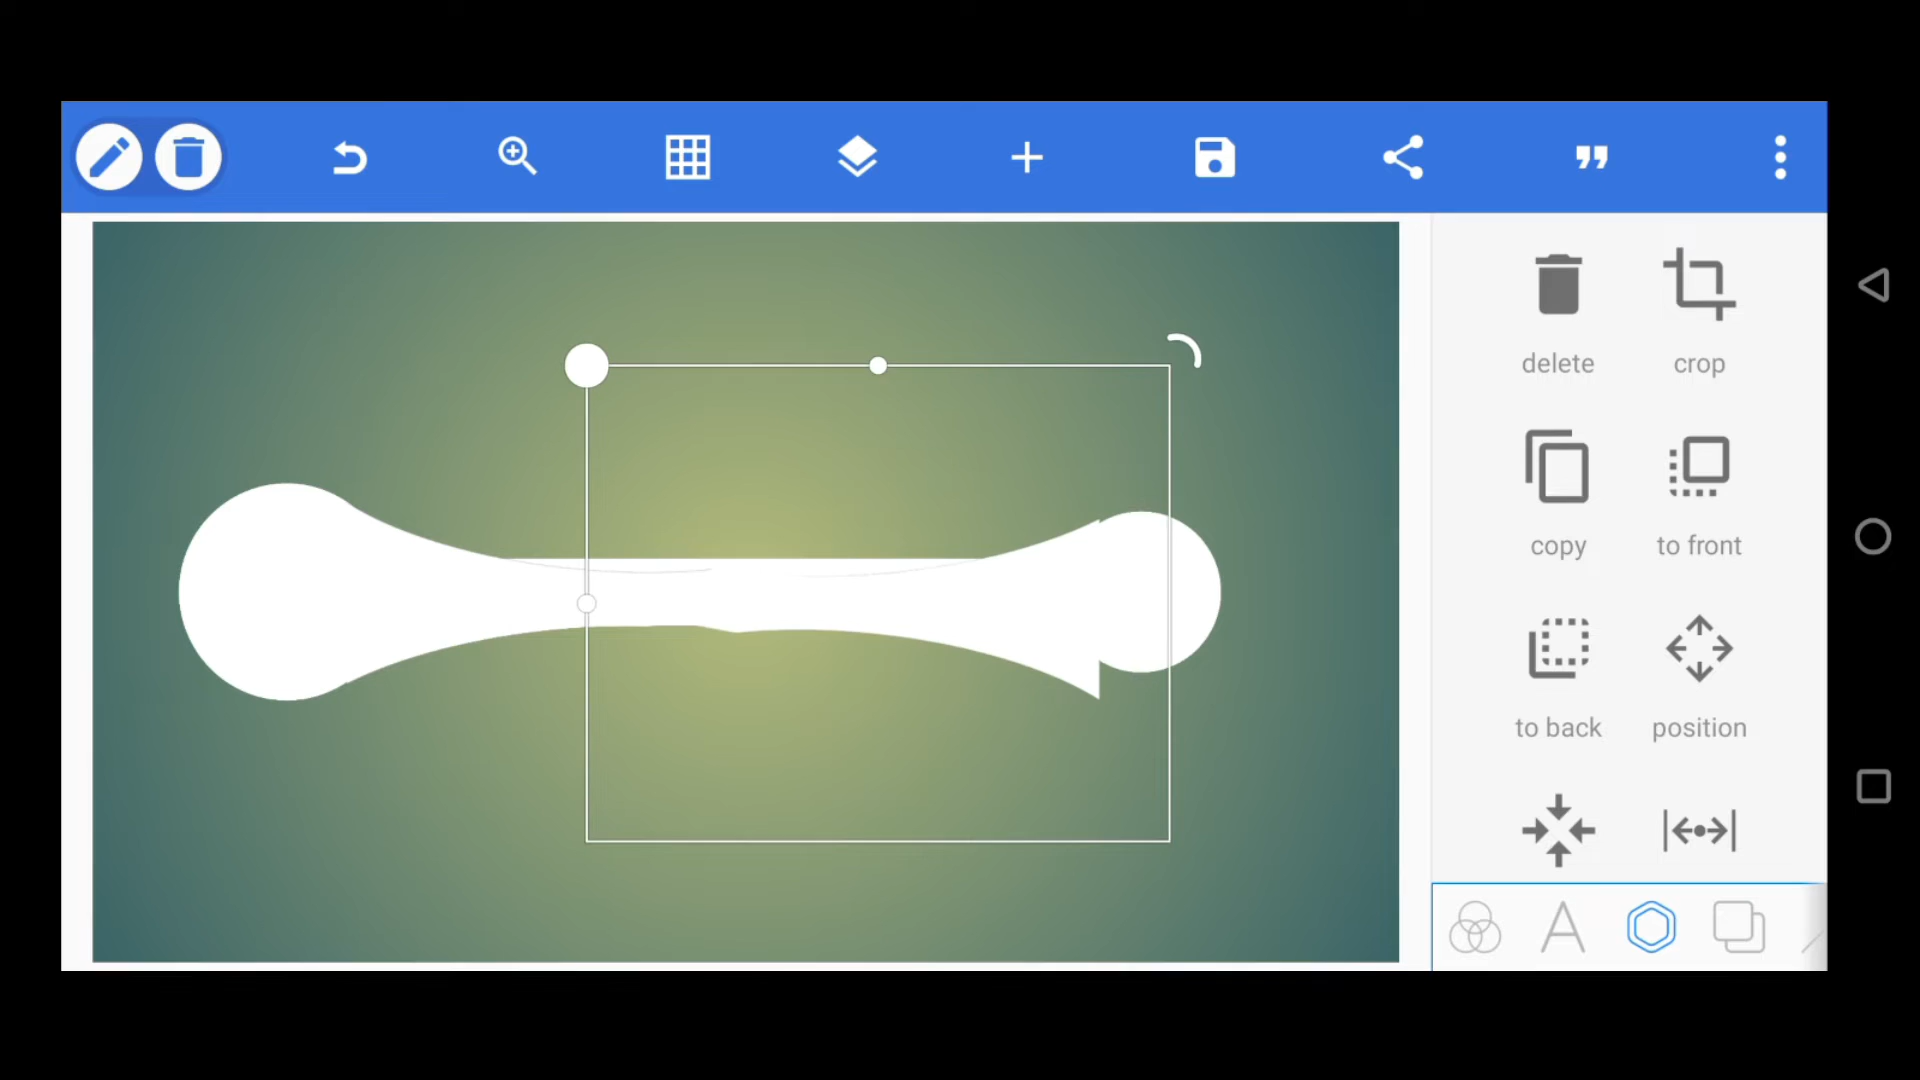 delete
crop
copy
to front
to back
position